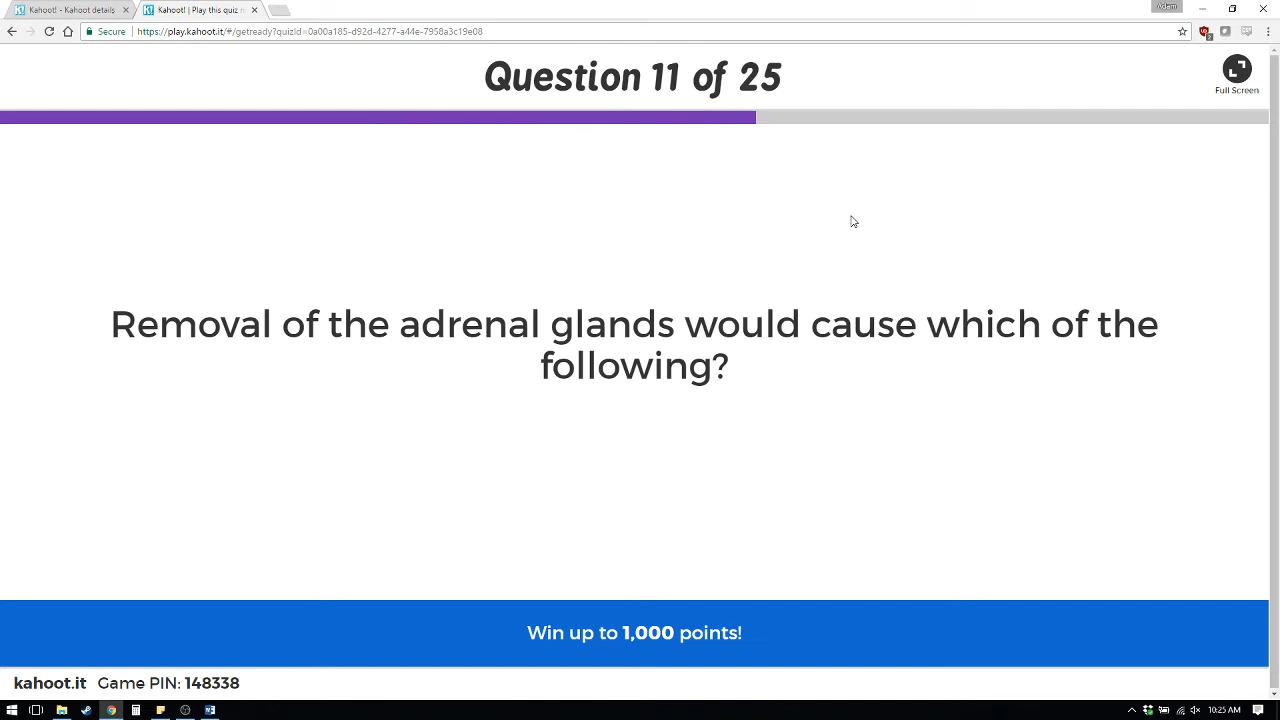 Kahoot! - Kahoot details
Kahoot! | Play this quiz n
Adam
Secure
https://play.kahoot.it/#/getready?quizId=0a00a185-d92d-4277-a44e-7958a3c19e08
Question 11 of 25
Full Screen
Removal of the adrenal glands would cause which of the
following?
Win up to 1,000 points!
kahoot.it Game PIN: 148338
10:25 AM